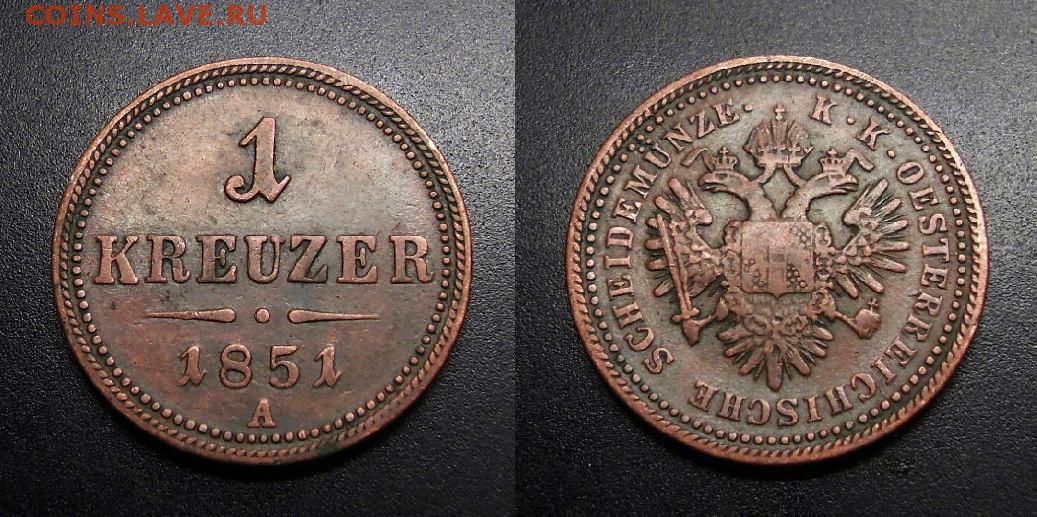 COINS.LAVE.RU
1
KREUZER
1851
A
K. K. OESTERREICHISCHE SCHEIDEMÜNZE.